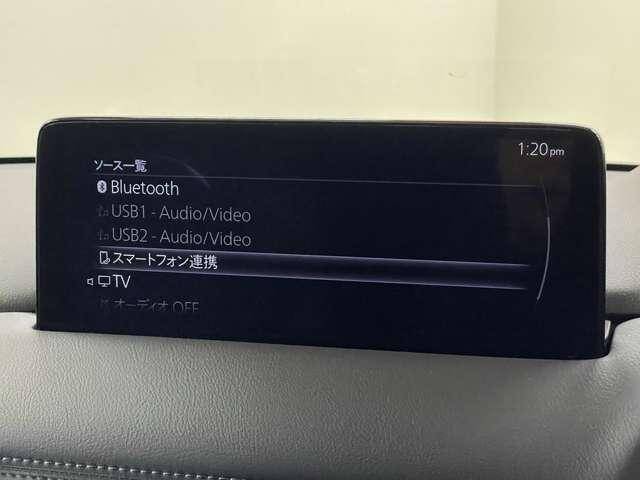 1:20pm
ソース一覧
Bluetooth
USB1 - Audio/Video
USB2 - Audio/Video
スマートフォン連携
TV
オーディオ OFF